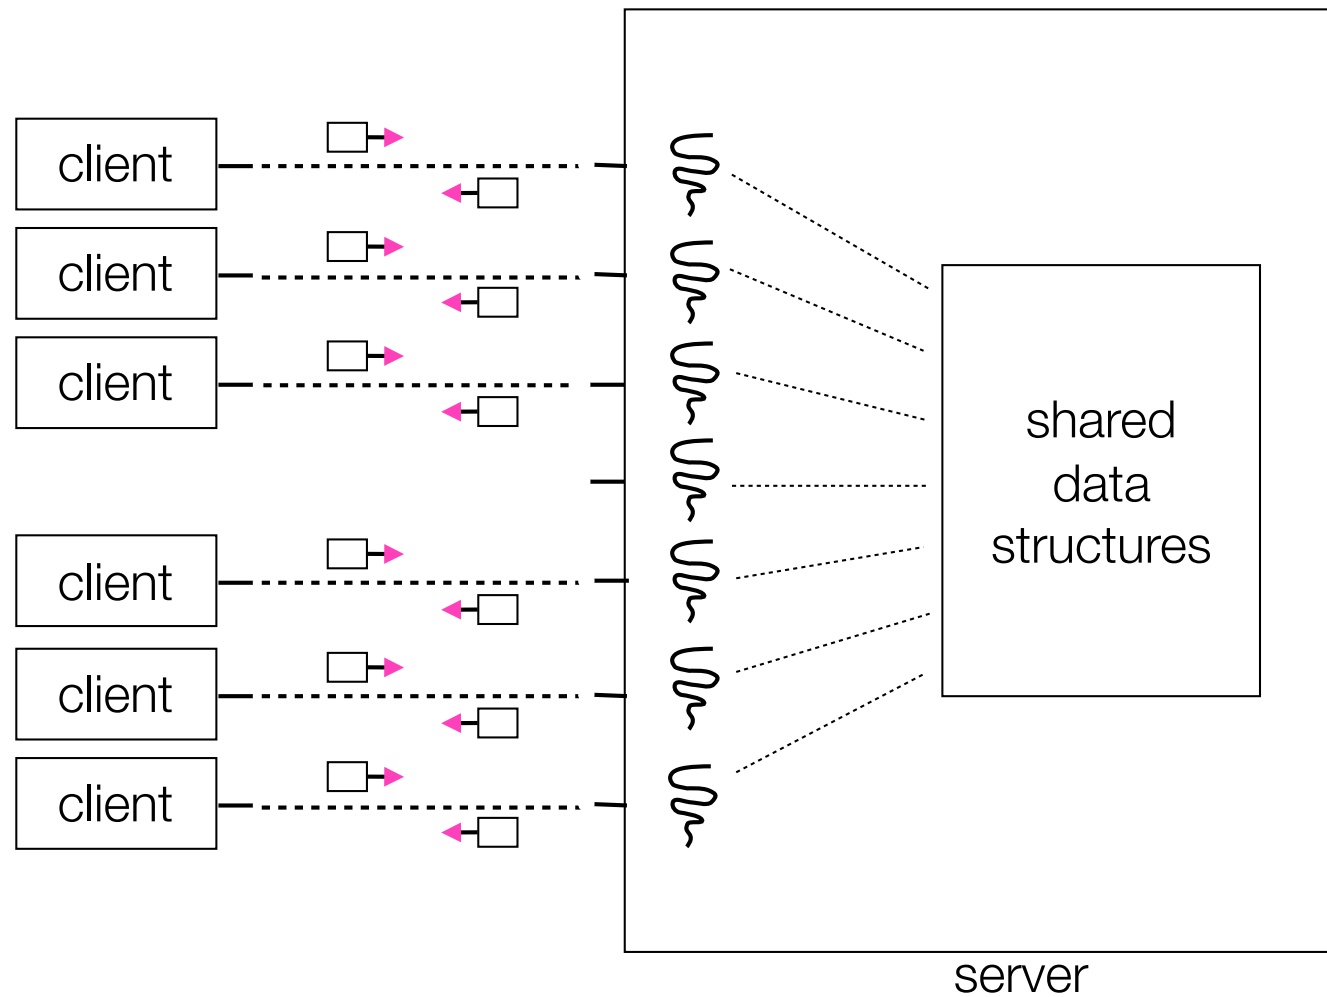 client
client
client
client
client
client
shared
data
structures
server